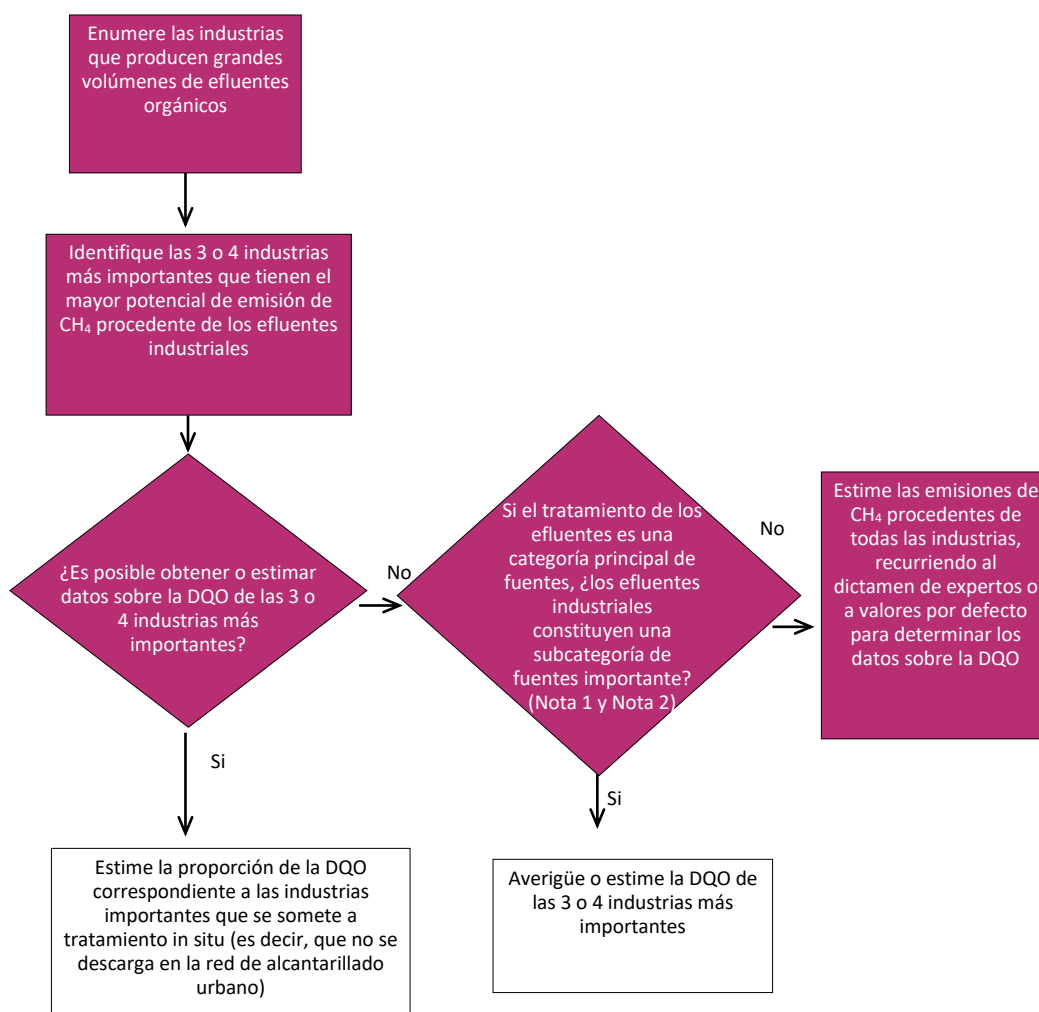 Enumere las industrias
que producen grandes
volúmenes de efluentes
orgánicos
Identifique las 3 o 4 industrias
más importantes que tienen el
mayor potencial de emisión de
CH₄ procedente de los efluentes
industriales
¿Es posible obtener o estimar
datos sobre la DQO de las 3 o
4 industrias más
importantes?
No
Si el tratamiento de los
efluentes es una
categoría principal de
fuentes, ¿los efluentes
industriales
constituyen una
subcategoría de
fuentes importante?
(Nota 1 y Nota 2)
No
Estime las emisiones de
CH₄ procedentes de
todas las industrias,
recurriendo al
dictamen de expertos o
a valores por defecto
para determinar los
datos sobre la DQO
Si
Si
Estime la proporción de la DQO
correspondiente a las industrias
importantes que se somete a
tratamiento in situ (es decir, que no se
descarga en la red de alcantarillado
urbano)
Averigüe o estime la DQO de
las 3 o 4 industrias más
importantes